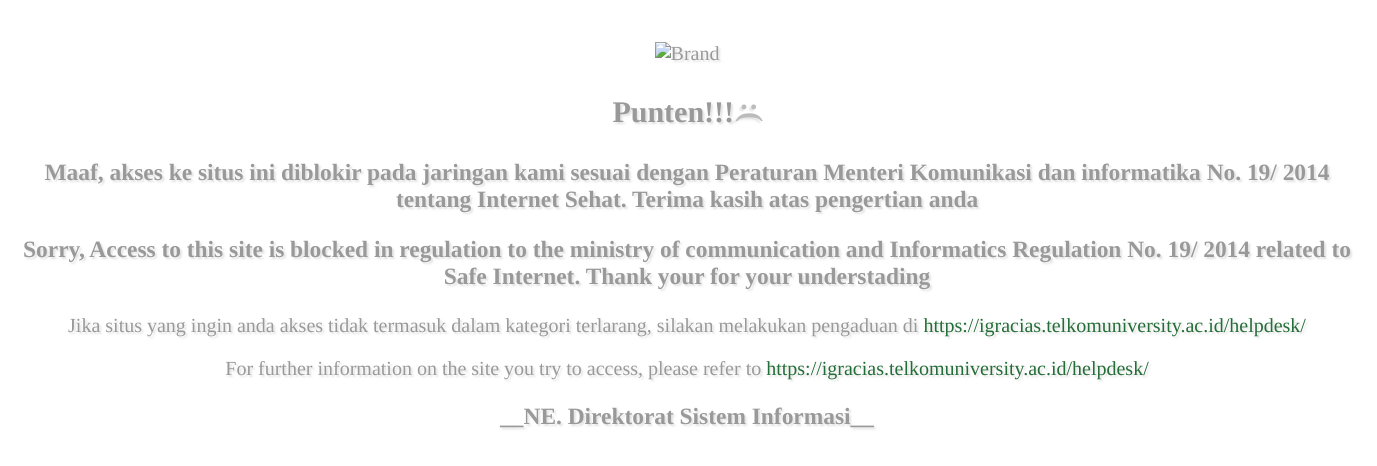 Brand
Punten!!!
Maaf, akses ke situs ini diblokir pada jaringan kami sesuai dengan Peraturan Menteri Komunikasi dan informatika No. 19/ 2014
tentang Internet Sehat. Terima kasih atas pengertian anda
Sorry, Access to this site is blocked in regulation to the ministry of communication and Informatics Regulation No. 19/ 2014 related to
Safe Internet. Thank your for your understading
Jika situs yang ingin anda akses tidak termasuk dalam kategori terlarang, silakan melakukan pengaduan di https://igracias.telkomuniversity.ac.id/helpdesk/
For further information on the site you try to access, please refer to https://igracias.telkomuniversity.ac.id/helpdesk/
__NE. Direktorat Sistem Informasi__